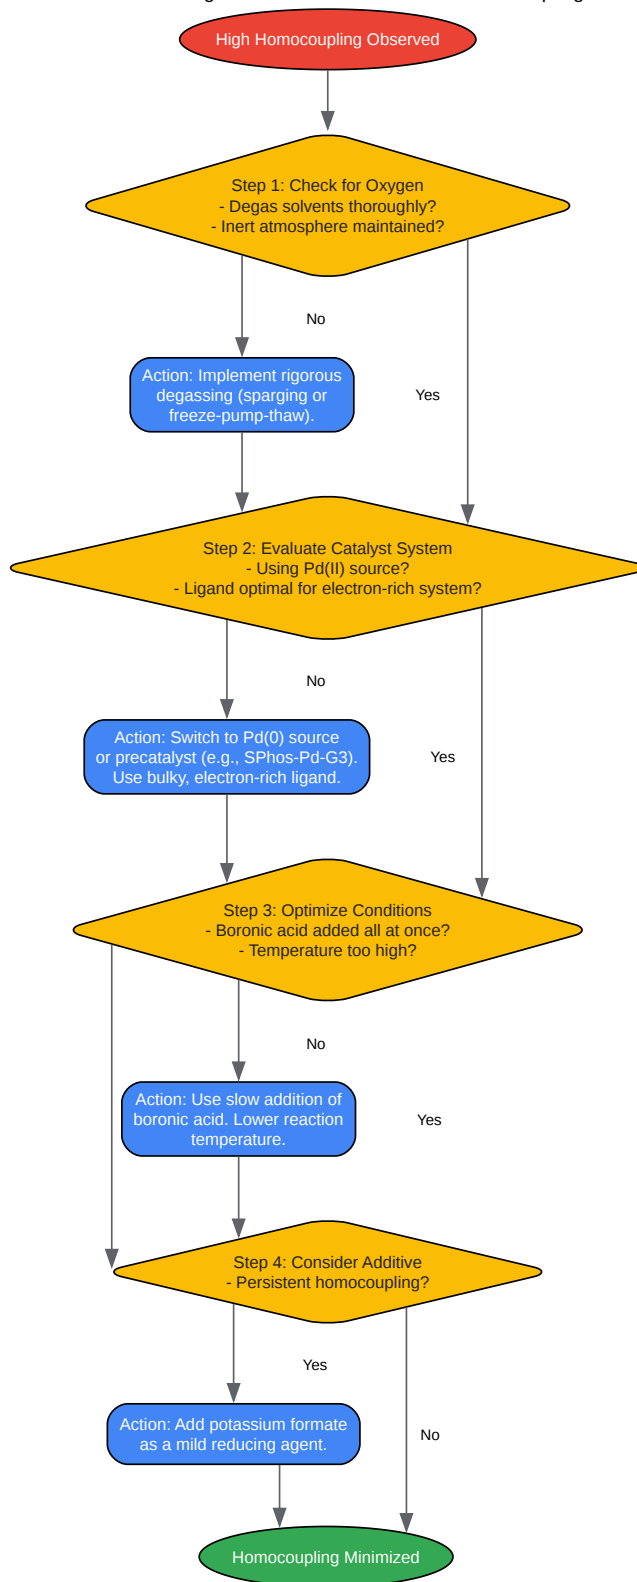 High Homocoupling Observed
Step 1: Check for Oxygen
- Degas solvents thoroughly?
- Inert atmosphere maintained?
No
Action: Implement rigorous
degassing (sparging or
freeze-pump-thaw).
Yes
Step 2: Evaluate Catalyst System
- Using Pd(II) source?
- Ligand optimal for electron-rich system?
No
Action: Switch to Pd(0) source
or precatalyst (e.g., SPhos-Pd-G3).
Use bulky, electron-rich ligand.
Yes
Step 3: Optimize Conditions
- Boronic acid added all at once?
- Temperature too high?
No
Action: Use slow addition of
boronic acid. Lower reaction
temperature.
Yes
Step 4: Consider Additive
- Persistent homocoupling?
Yes
Action: Add potassium formate
as a mild reducing agent.
No
Homocoupling Minimized